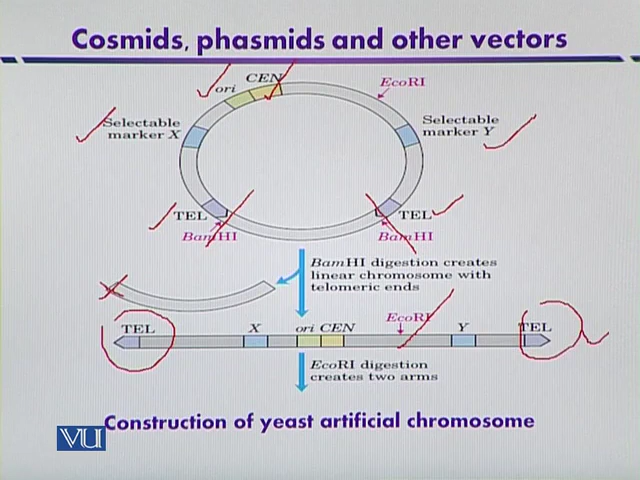 Cosmids, phasmids and other vectors
CEN
ori
EcoRI
Selectable
marker X
Selectable
marker Y
TEL
TEL
BamHI
BamHI
BamHI digestion creates
linear chromosome with
telomeric ends
TEL
X
ori CEN
EcoRI
Y
TEL
EcoRI digestion
creates two arms
Construction of yeast artificial chromosome
VU